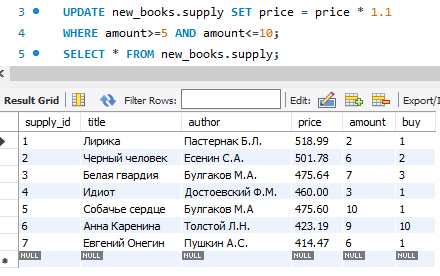 3 UPDATE new_books.supply SET price = price * 1.1
4 WHERE amount>=5 AND amount<=10;
5 SELECT * FROM new_books.supply;
Result Grid Filter Rows: Edit: Export/I
supply_id title author price amount buy
1 Лирика Пастернак Б.Л. 518.99 2 1
2 Черный человек Есенин С.А. 501.78 6 2
3 Белая гвардия Булгаков М.А. 475.64 7 3
4 Идиот Достоевский Ф.М. 460.00 3 1
5 Собачье сердце Булгаков М.А 475.60 10 1
6 Анна Каренина Толстой Л.Н. 423.19 9 10
7 Евгений Онегин Пушкин А.С. 414.47 6 1
NULL NULL NULL NULL NULL NULL